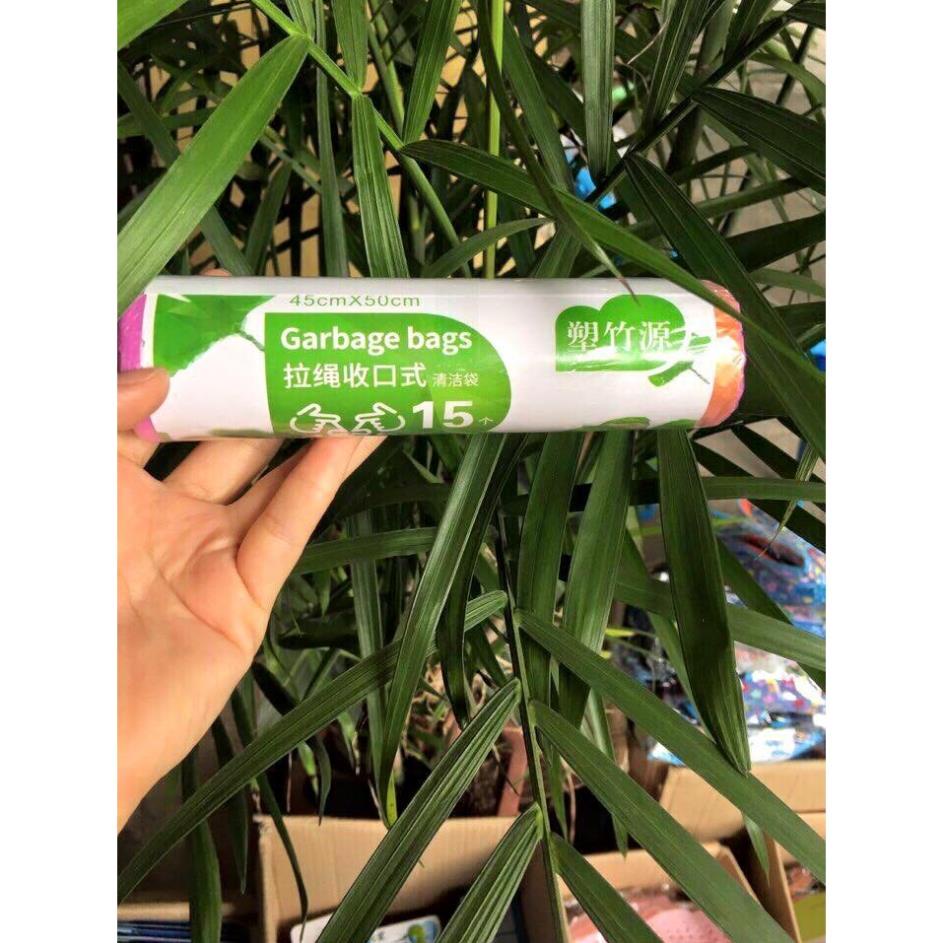 45cmX50cm
Garbage bags
拉绳收口式 清洁袋
15个
塑竹源